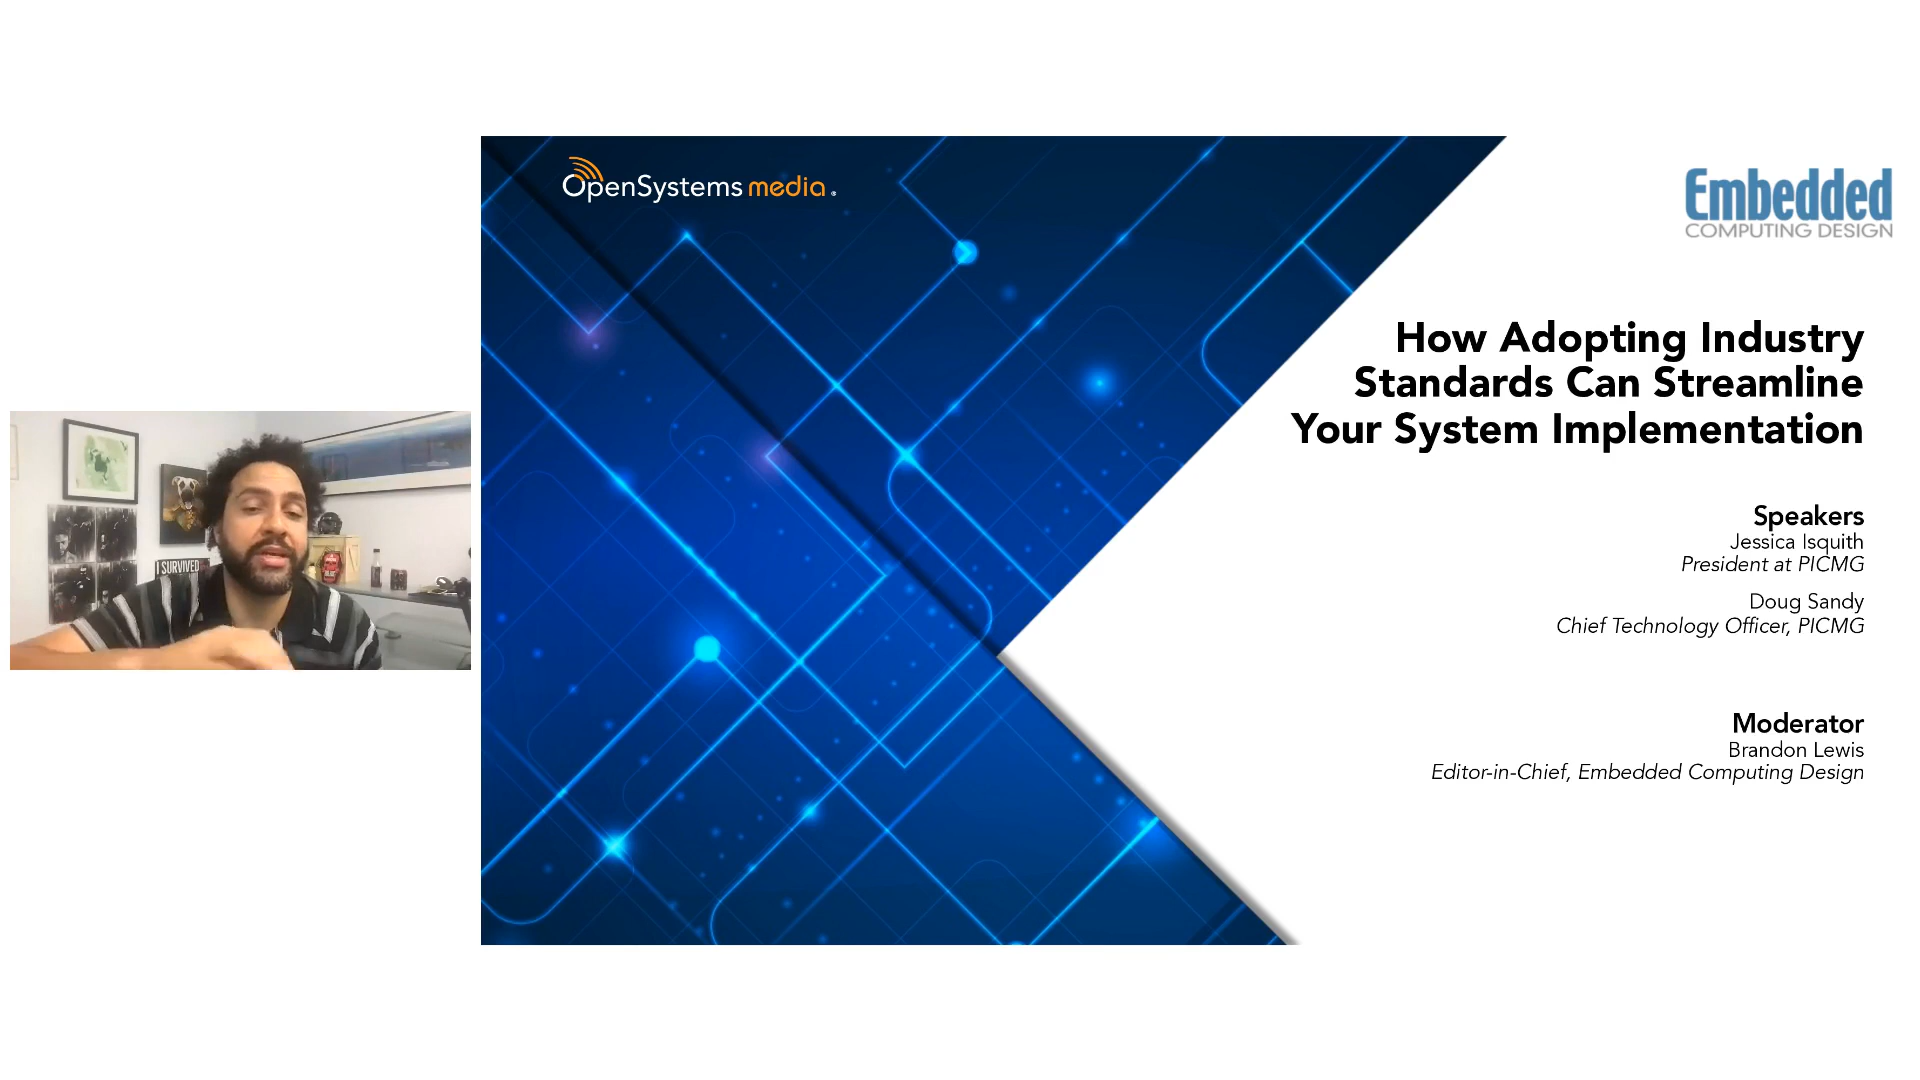 I SURVIVED
OpenSystems media
Embedded
COMPUTING DESIGN
How Adopting Industry
Standards Can Streamline
Your System Implementation
Speakers
Jessica Isquith
President at PICMG
Doug Sandy
Chief Technology Officer, PICMG
Moderator
Brandon Lewis
Editor-in-Chief, Embedded Computing Design